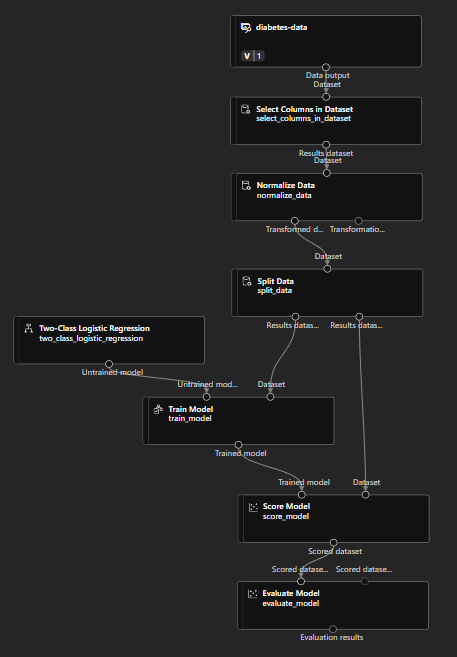 diabetes-data
V 1
Data output
Dataset
Select Columns in Dataset
select_columns_in_dataset
Results dataset
Dataset
Normalize Data
normalize_data
Transformed d... Transformatio...
Dataset
Split Data
split_data
Results datas... Results datas...
Two-Class Logistic Regression
two_class_logistic_regression
Untrained model
Untrained mod... Dataset
Train Model
train_model
Trained model
Trained model Dataset
Score Model
score_model
Scored dataset
Scored datase... Scored datase...
Evaluate Model
evaluate_model
Evaluation results